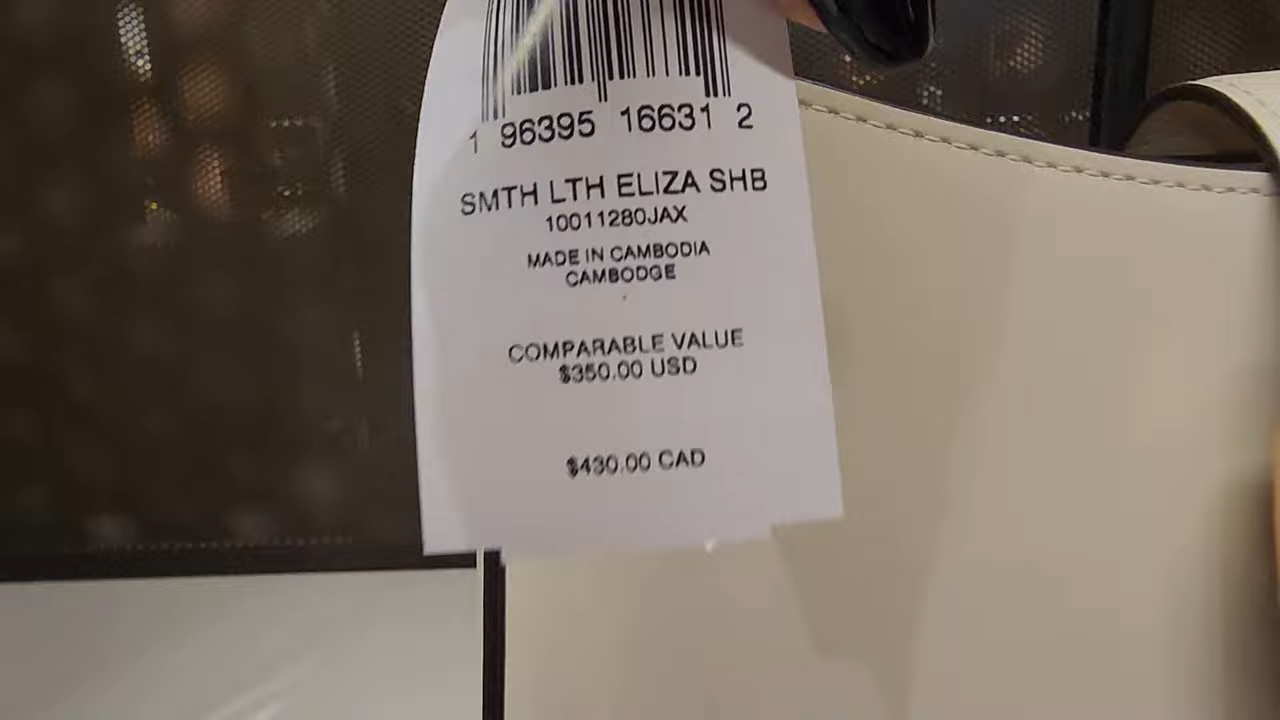 1 96395 16631 2
SMTH LTH ELIZA SHB
10011280JAX
MADE IN CAMBODIA
CAMBODGE
COMPARABLE VALUE
$350.00 USD
$430.00 CAD